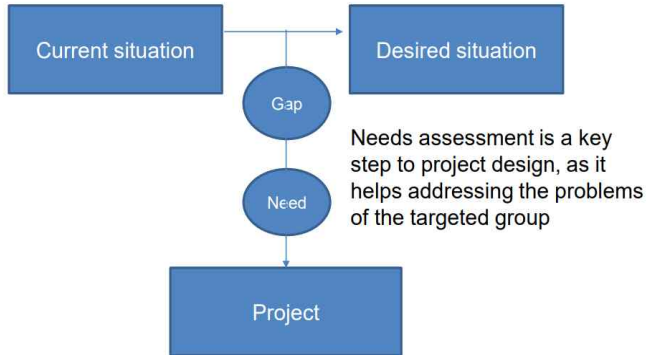 Current situation
Desired situation
Gap
Needs assessment is a key
step to project design, as it
helps addressing the problems
of the targeted group
Need
Project